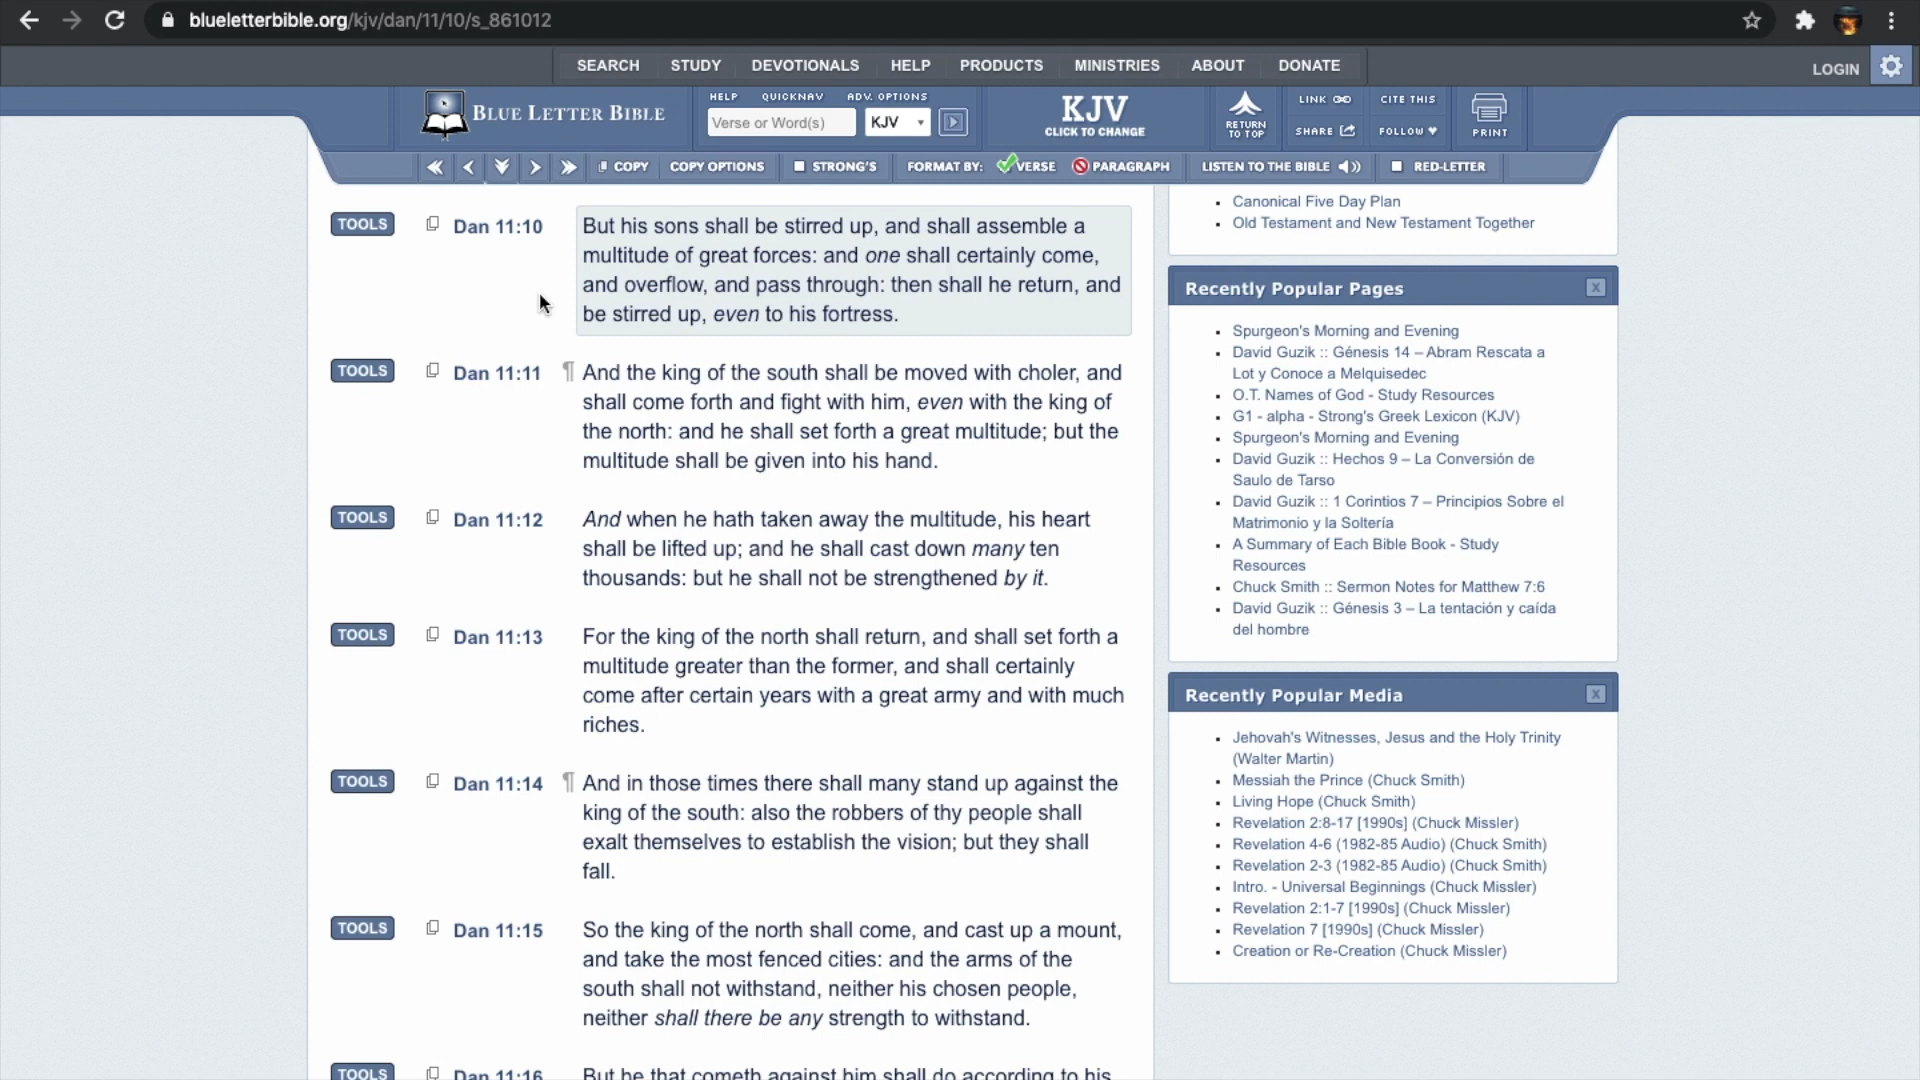 blueletterbible.org/kjv/dan/11/10/s_861012
SEARCH STUDY DEVOTIONALS HELP PRODUCTS MINISTRIES ABOUT DONATE
LOGIN
BLUE LETTER BIBLE
HELP QUICKNAV ADV. OPTIONS
Verse or Word(s) KJV
KJV
CLICK TO CHANGE
RETURN
TO TOP
LINK CITE THIS
SHARE FOLLOW
PRINT
COPY COPY OPTIONS STRONG'S FORMAT BY: VERSE PARAGRAPH LISTEN TO THE BIBLE RED-LETTER
TOOLS Dan 11:10 But his sons shall be stirred up, and shall assemble a
multitude of great forces: and one shall certainly come,
and overflow, and pass through: then shall he return, and
be stirred up, even to his fortress.
TOOLS Dan 11:11 ¶ And the king of the south shall be moved with choler, and
shall come forth and fight with him, even with the king of
the north: and he shall set forth a great multitude; but the
multitude shall be given into his hand.
TOOLS Dan 11:12 And when he hath taken away the multitude, his heart
shall be lifted up; and he shall cast down many ten
thousands: but he shall not be strengthened by it.
TOOLS Dan 11:13 For the king of the north shall return, and shall set forth a
multitude greater than the former, and shall certainly
come after certain years with a great army and with much
riches.
TOOLS Dan 11:14 ¶ And in those times there shall many stand up against the
king of the south: also the robbers of thy people shall
exalt themselves to establish the vision; but they shall
fall.
TOOLS Dan 11:15 So the king of the north shall come, and cast up a mount,
and take the most fenced cities: and the arms of the
south shall not withstand, neither his chosen people,
neither shall there be any strength to withstand.
TOOLS Dan 11:16 But he that cometh against him shall do according to his
Canonical Five Day Plan
Old Testament and New Testament Together
Recently Popular Pages X
Spurgeon's Morning and Evening
David Guzik :: Génesis 14 – Abram Rescata a
Lot y Conoce a Melquisedec
O.T. Names of God - Study Resources
G1 - alpha - Strong's Greek Lexicon (KJV)
Spurgeon's Morning and Evening
David Guzik :: Hechos 9 – La Conversión de
Saulo de Tarso
David Guzik :: 1 Corintios 7 – Principios Sobre el
Matrimonio y la Soltería
A Summary of Each Bible Book - Study
Resources
Chuck Smith :: Sermon Notes for Matthew 7:6
David Guzik :: Génesis 3 – La tentación y caída
del hombre
Recently Popular Media X
Jehovah's Witnesses, Jesus and the Holy Trinity
(Walter Martin)
Messiah the Prince (Chuck Smith)
Living Hope (Chuck Smith)
Revelation 2:8-17 [1990s] (Chuck Missler)
Revelation 4-6 (1982-85 Audio) (Chuck Smith)
Revelation 2-3 (1982-85 Audio) (Chuck Smith)
Intro. - Universal Beginnings (Chuck Missler)
Revelation 2:1-7 [1990s] (Chuck Missler)
Revelation 7 [1990s] (Chuck Missler)
Creation or Re-Creation (Chuck Missler)